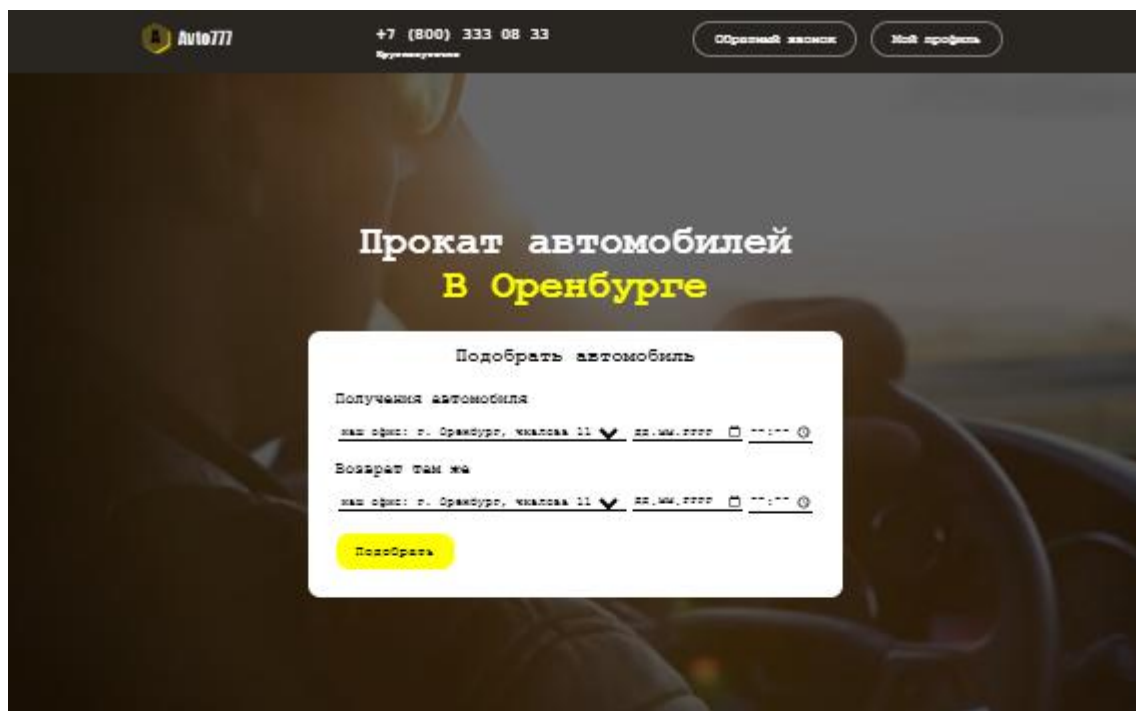 Avto777
+7 (800) 333 08 33
Круглосуточно
Обратный звонок
Мой профиль
Прокат автомобилей
В Оренбурге
Подобрать автомобиль
Получения автомобиля
наш офис: г. Оренбург, чкалова 11 дд.мм.гггг --:--
Возврат там же
наш офис: г. Оренбург, чкалова 11 дд.мм.гггг --:--
Подобрать